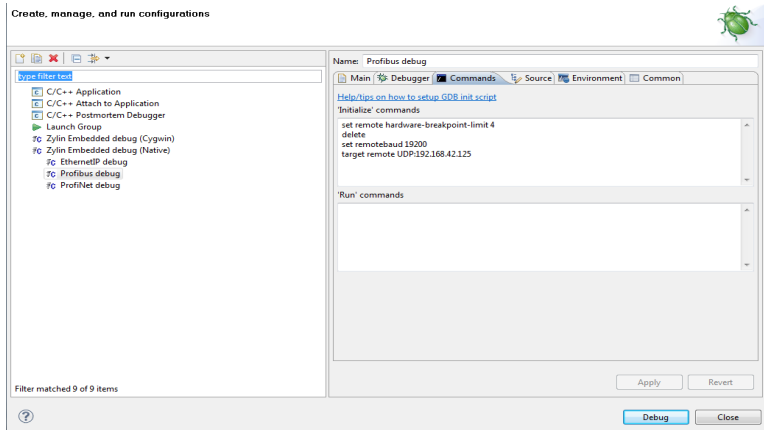 Create, manage, and run configurations
type filter text
C/C++ Application
C/C++ Attach to Application
C/C++ Postmortem Debugger
Launch Group
Zylin Embedded debug (Cygwin)
Zylin Embedded debug (Native)
EthernetIP debug
Profibus debug
ProfiNet debug
Filter matched 9 of 9 items
Name: Profibus debug
Main Debugger Commands Source Environment Common
Help/tips on how to setup GDB init script
'Initialize' commands
set remote hardware-breakpoint-limit 4
delete
set remotebaud 19200
target remote UDP:192.168.42.125
'Run' commands
Apply Revert
Debug Close